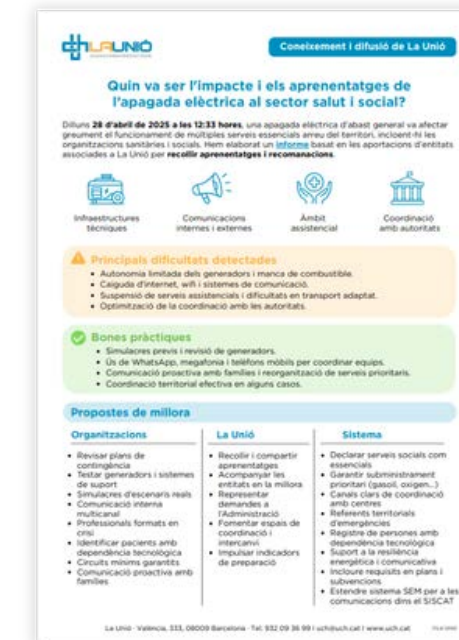 LA UNIÓ
Coneixement i difusió de La Unió
Quin va ser l'impacte i els aprenentatges de
l'apagada elèctrica al sector salut i social?
Dilluns 28 d'abril de 2025 a les 12:33 hores, una apagada elèctrica d'abast general va afectar
greument el funcionament de múltiples serveis essencials arreu del territori, incloent-hi les
organitzacions sanitàries i socials. Hem elaborat un informe basat en les aportacions d'entitats
associades a La Unió per recollir aprenentatges i recomanacions.
Infraestructures
tècniques
Comunicacions
internes i externes
Àmbit
assistencial
Coordinació
amb autoritats
Principals dificultats detectades
• Autonomia limitada dels generadors i manca de combustible.
• Caiguda d'internet, wifi i sistemes de comunicació.
• Suspensió de serveis assistencials i dificultats en transport adaptat.
• Optimització de la coordinació amb les autoritats.
Bones pràctiques
• Simulacres previs i revisió de generadors.
• Ús de WhatsApp, megafonia i telèfons mòbils per coordinar equips.
• Comunicació proactiva amb famílies i reorganització de serveis prioritaris.
• Coordinació territorial efectiva en alguns casos.
Propostes de millora
Organitzacions
• Revisar plans de
contingència
• Testar generadors i sistemes
de suport
• Simulacres d'escenaris reals
• Comunicació interna
multicanal
• Professionals formats en
crisi
• Identificar pacients amb
dependència tecnològica
• Circuits mínims garantits
• Comunicació proactiva amb
famílies
La Unió
• Recollir i compartir
aprenentatges
• Acompanyar les
entitats en la millora
• Representar
demandes a
l'Administració
• Fomentar espais de
coordinació i
intercanvi
• Impulsar indicadors
de preparació
Sistema
• Declarar serveis socials com
essencials
• Garantir subministrament
prioritari (gasoil, oxigen...)
• Canals clars de coordinació
amb centres
• Referents territorials
d'emergències
• Registre de persones amb
dependència tecnològica
• Suport a la resiliència
energètica i comunicativa
• Incloure requisits en plans i
subvencions
• Estendre sistema SEM per a les
comunicacions dins el SISCAT
La Unió · València, 333, 08009 Barcelona · Tel: 932 09 36 99 I uch@uch.cat I www.uch.cat